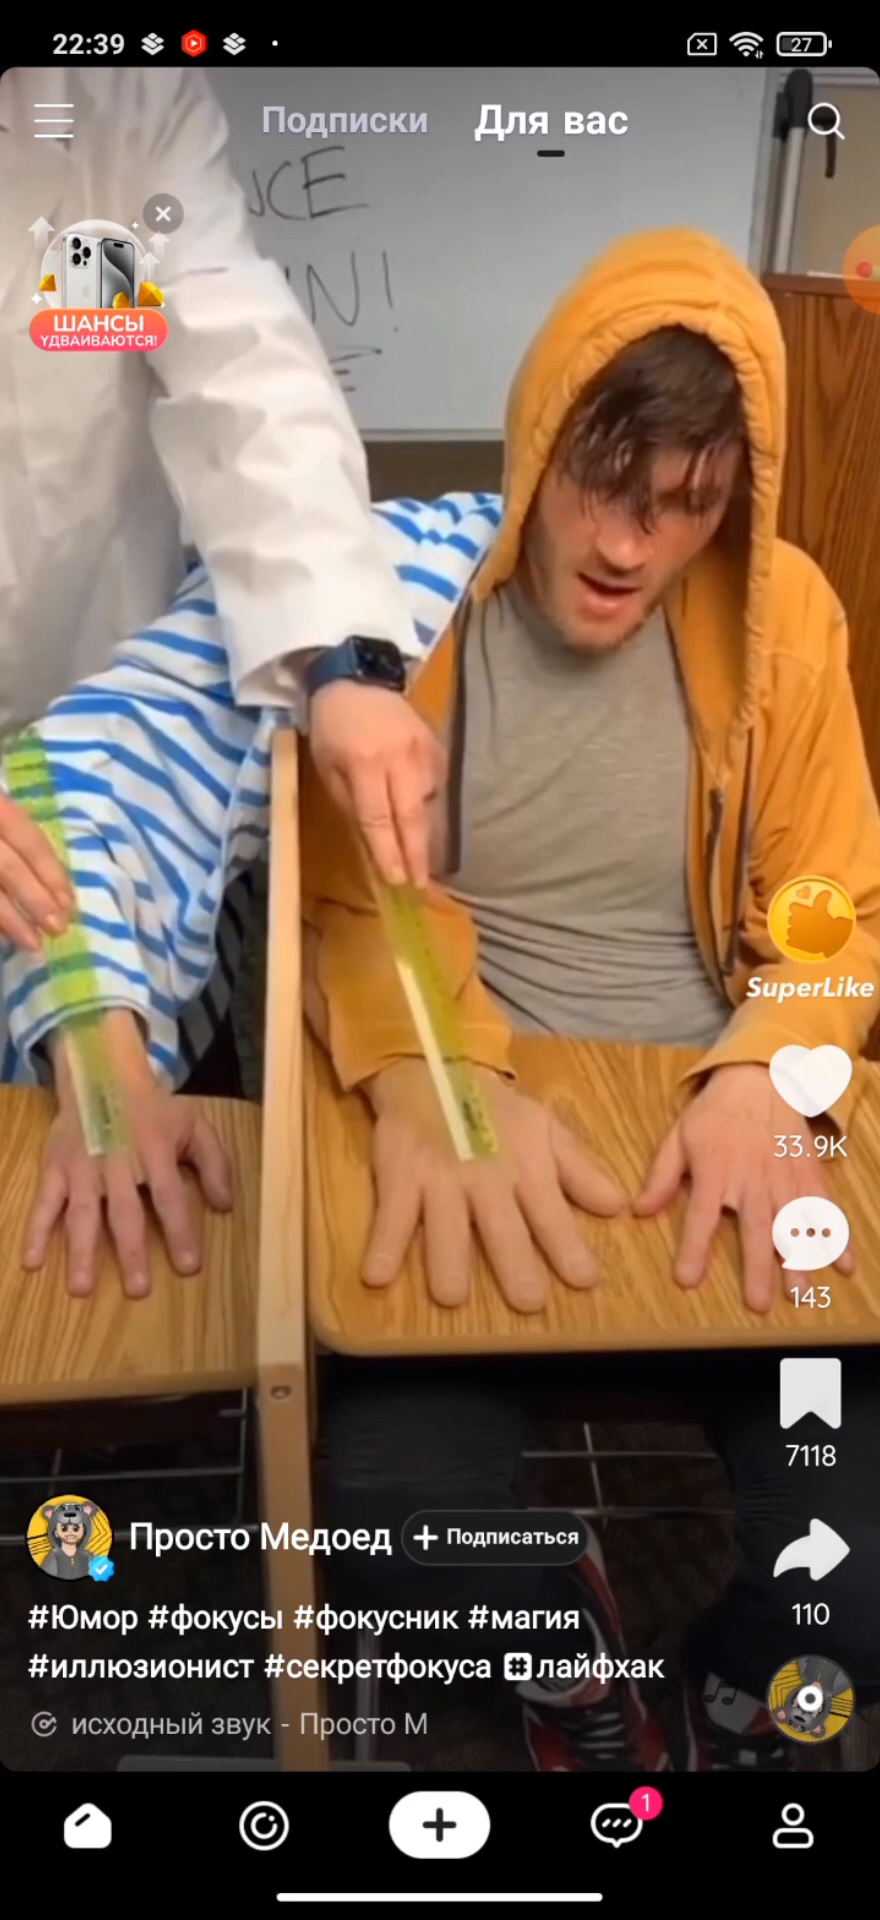 22:39
27
Подписки
Для вас
CE
N!
E
ШАНСЫ
УДВАИВАЮТСЯ!
SuperLike
33.9K
143
7118
Просто Медоед
+ Подписаться
110
#Юмор #фокусы #фокусник #магия
#иллюзионист #секретфокуса #лайфхак
исходный звук - Просто М
1